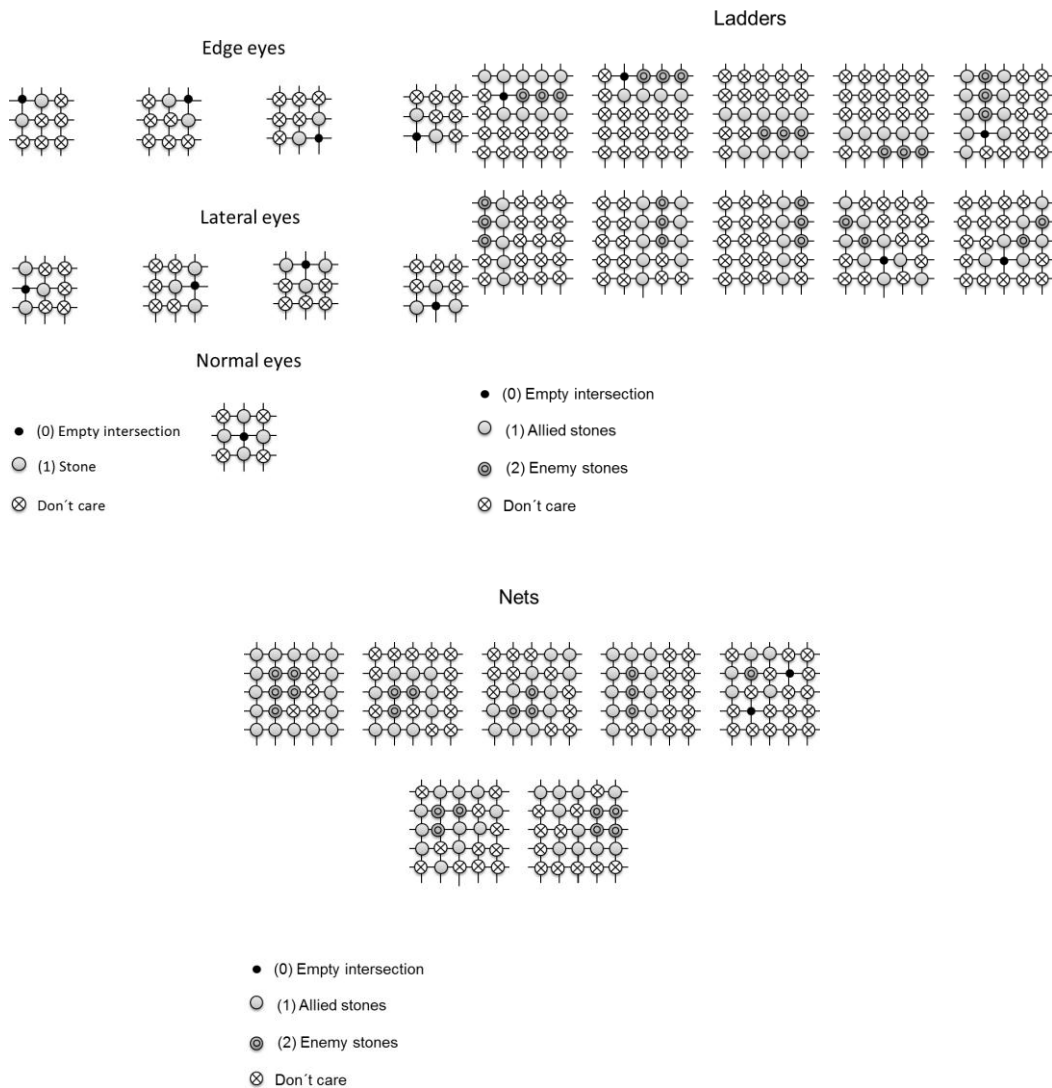 Edge eyes
Lateral eyes
Normal eyes
(0) Empty intersection
(1) Stone
Don´t care
Ladders
(0) Empty intersection
(1) Allied stones
(2) Enemy stones
Don´t care
Nets
(0) Empty intersection
(1) Allied stones
(2) Enemy stones
Don´t care